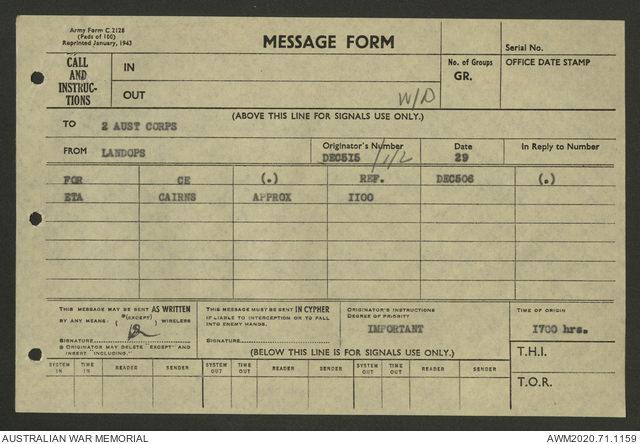 Army Form C.2128
(Pads of 100)
Reprinted January, 1943
MESSAGE FORM
Serial No.
CALL AND INSTRUC-TIONS
IN
OUT
W/D
No. of Groups
GR.
OFFICE DATE STAMP
(ABOVE THIS LINE FOR SIGNALS USE ONLY.)
TO 2 AUST CORPS
FROM LANDOPS
Originator's Number
DEC515
Date
29
In Reply to Number
FOR CE (.) REF. DEC506 (.)
ETA CAIRNS APPROX 1100
THIS MESSAGE MAY BE SENT AS WRITTEN
BY ANY MEANS. *(EXCEPT) WIRELESS
SIGNATURE
* ORIGINATOR MAY DELETE "EXCEPT" AND
INSERT "INCLUDING."
THIS MESSAGE MUST BE SENT IN CYPHER
IF LIABLE TO INTERCEPTION OR TO FALL
INTO ENEMY HANDS.
SIGNATURE
ORIGINATOR'S INSTRUCTIONS
DEGREE OF PRIORITY
IMPORTANT
TIME OF ORIGIN
1700 hrs.
(BELOW THIS LINE IS FOR SIGNALS USE ONLY.)
T.H.I.
T.O.R.
SYSTEM IN TIME IN READER SENDER SYSTEM OUT TIME OUT READER SENDER SYSTEM OUT TIME OUT READER SENDER
AUSTRALIAN WAR MEMORIAL
AWM2020.71.1159